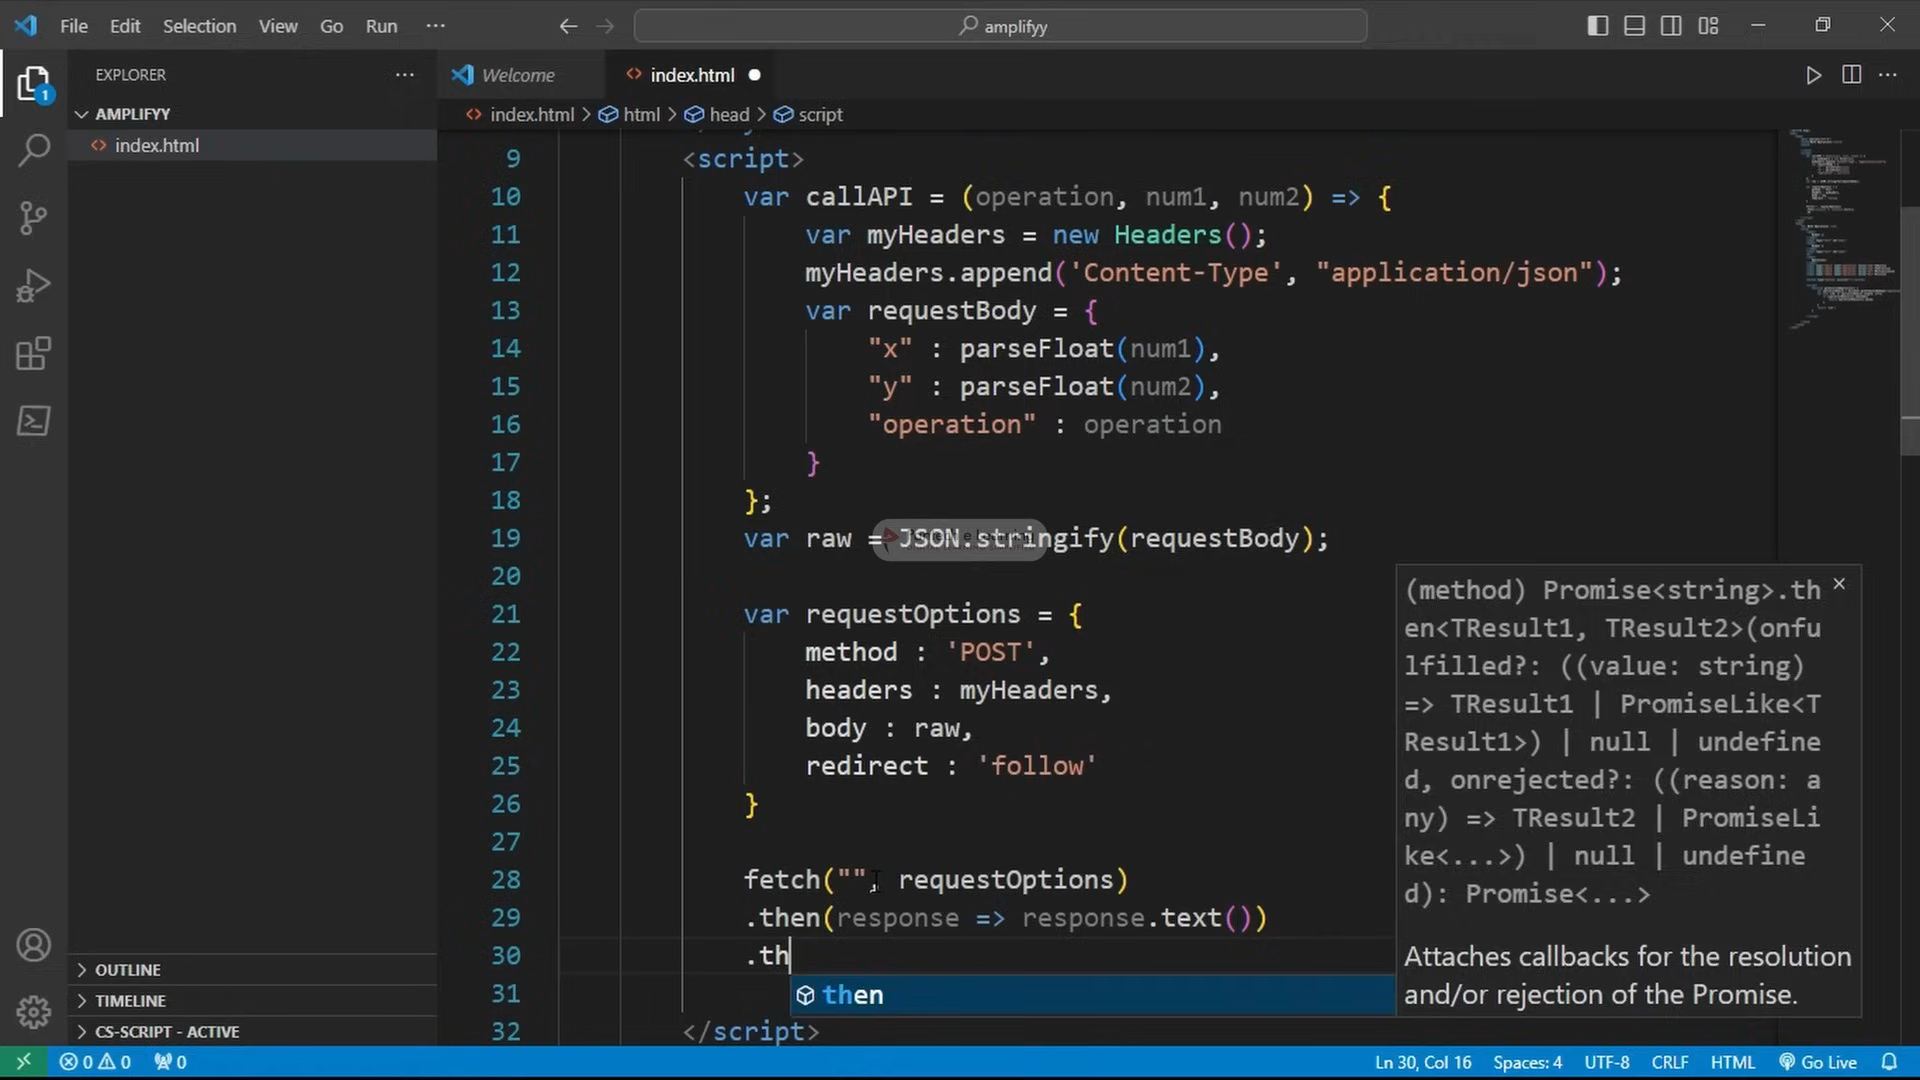 File Edit Selection View Go Run ··· amplifyy
EXPLORER ···
AMPLIFYY
index.html
1
Welcome index.html
index.html > html > head > script
9 <script>
10 var callAPI = (operation, num1, num2) => {
11 var myHeaders = new Headers();
12 myHeaders.append('Content-Type', "application/json");
13 var requestBody = {
14 "x" : parseFloat(num1),
15 "y" : parseFloat(num2),
16 "operation" : operation
17 }
18 };
19 var raw = JSON.stringify(requestBody);
20
21 var requestOptions = {
22 method : 'POST',
23 headers : myHeaders,
24 body : raw,
25 redirect : 'follow'
26 }
27
28 fetch("", requestOptions)
29 .then(response => response.text())
30 .th
31 then
32 </script>
(method) Promise<string>.th
en<TResult1, TResult2>(onfu
lfilled?: ((value: string)
=> TResult1 | PromiseLike<T
Result1>) | null | undefine
d, onrejected?: ((reason: a
ny) => TResult2 | PromiseLi
ke<...>) | null | undefine
d): Promise<...>
Attaches callbacks for the resolution
and/or rejection of the Promise.
OUTLINE
TIMELINE
CS-SCRIPT - ACTIVE
0 0 0 Ln 30, Col 16 Spaces: 4 UTF-8 CRLF HTML Go Live